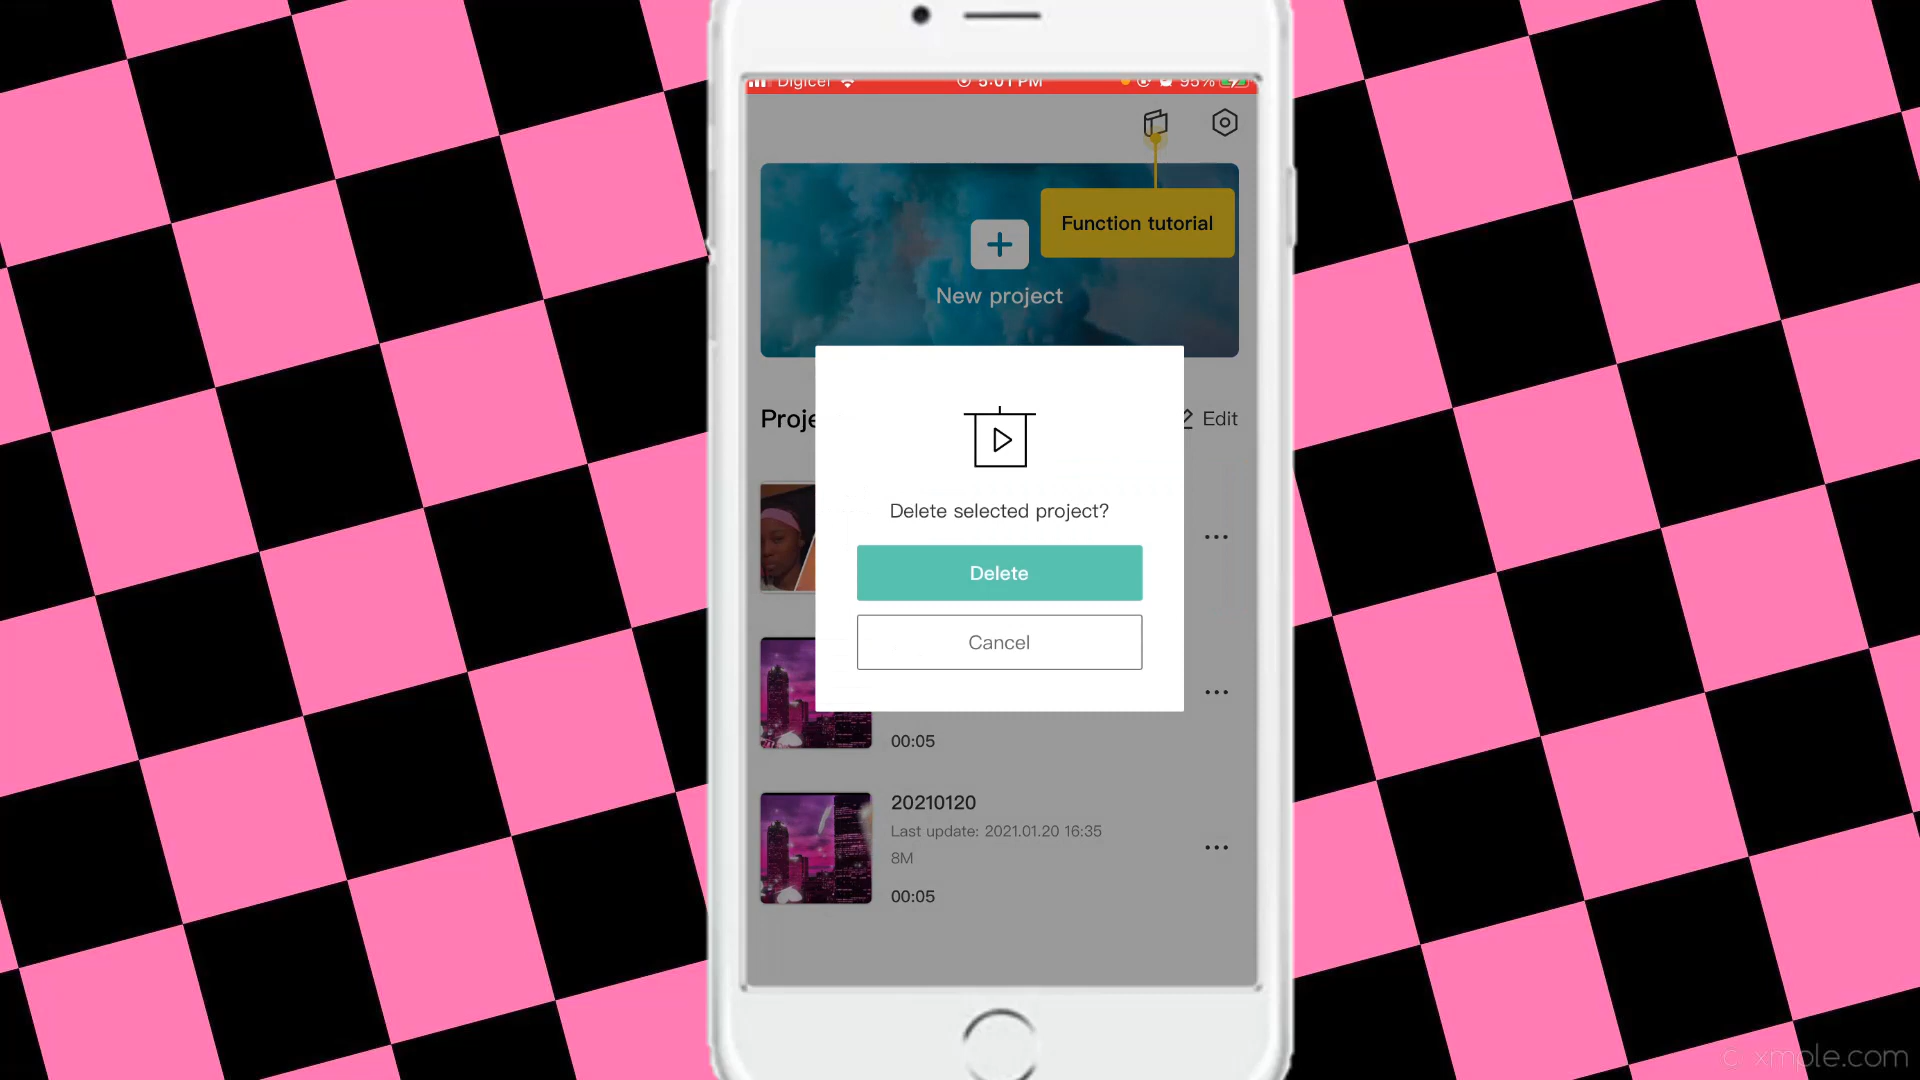 Digicel 5:01 PM 95%
Function tutorial
New project
Proje
Edit
Delete selected project?
Delete
Cancel
00:05
20210120
Last update: 2021.01.20 16:35
8M
00:05
© xmple.com